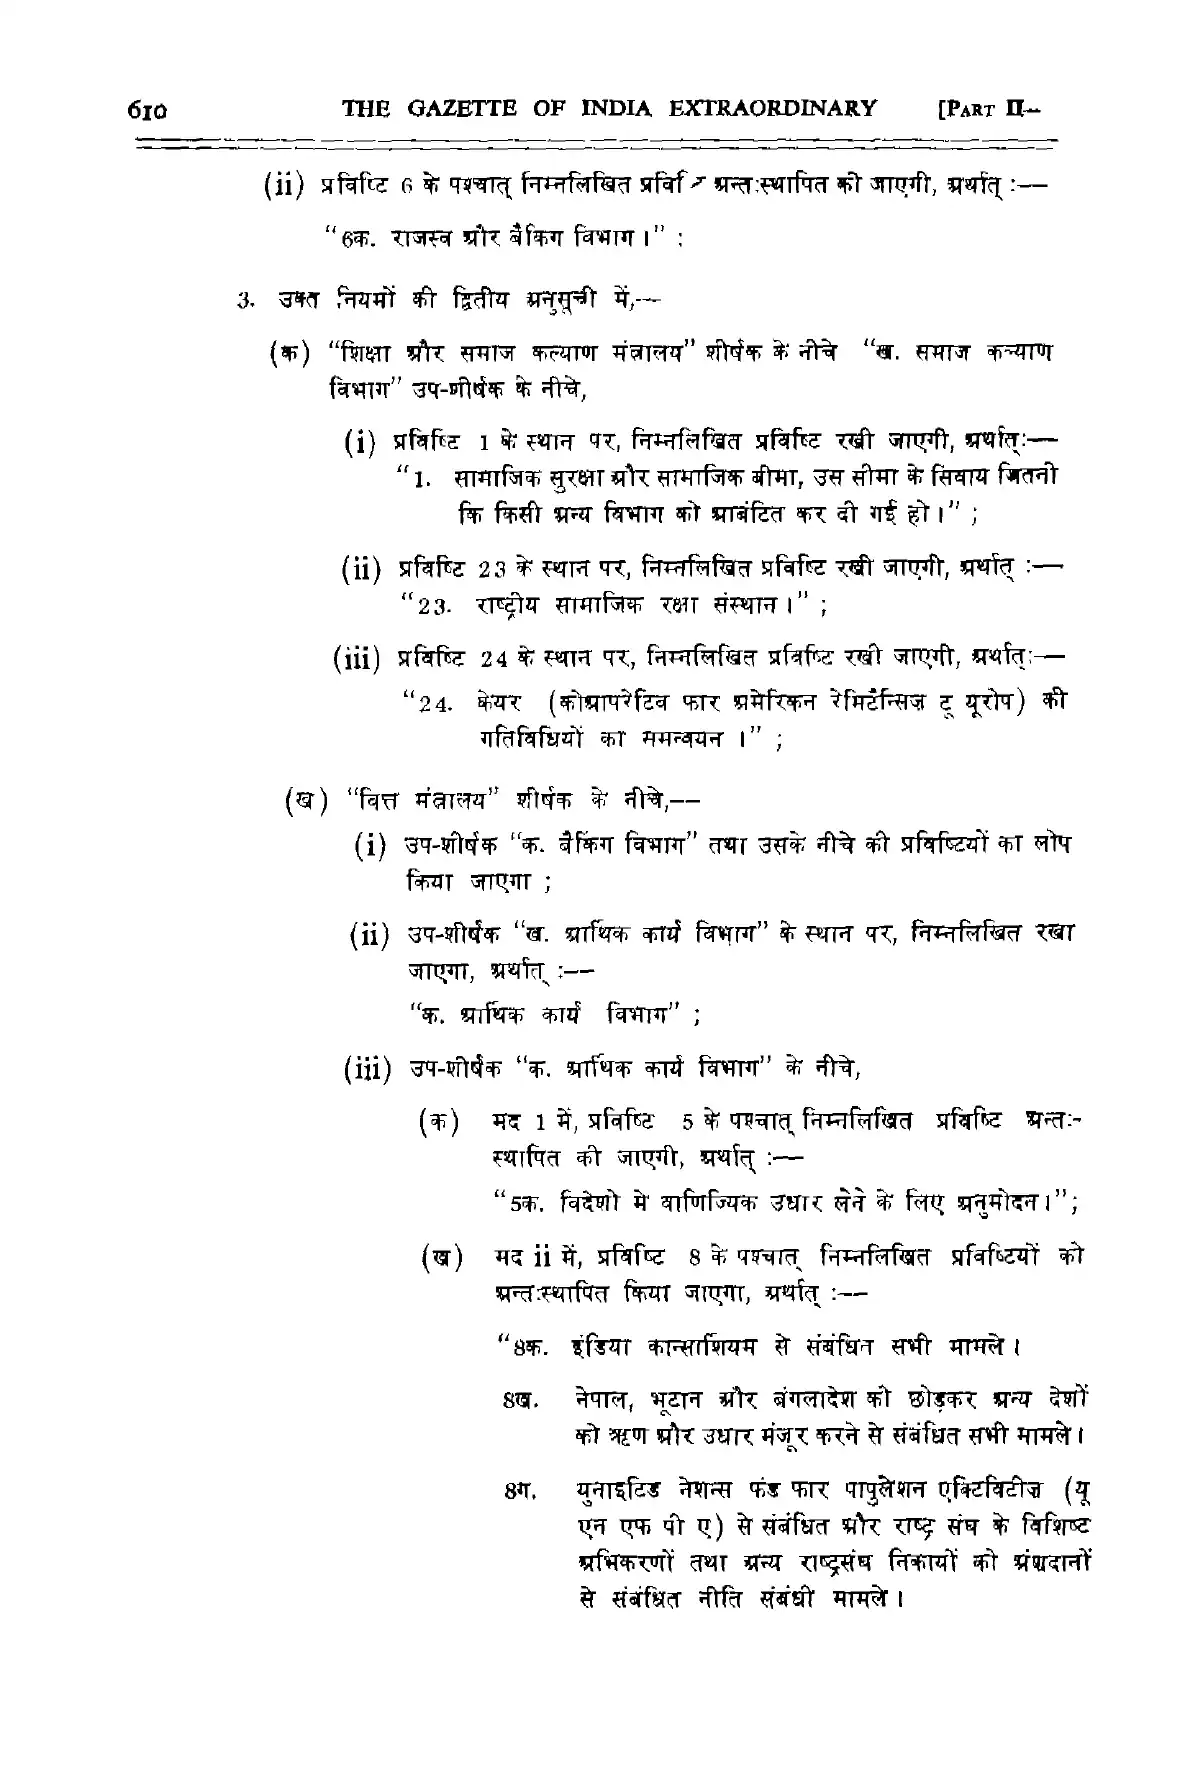 610 THE GAZETTE OF INDIA EXTRAORDINARY [PART II—
(ii) प्रविष्टि 6 के पश्चात् निम्नलिखित अन्तःस्थापित की जाएगी, अर्थात् :—
“6क. राजस्व और बैंकिंग विभाग।” ;
3. उक्त नियमों की द्वितीय अनुसूची में,—
(क) “शिक्षा और समाज कल्याण मंत्रालय” शीर्षक के नीचे “ख. समाज कल्याण
विभाग” उप-शीर्षक के नीचे,
(i) प्रविष्टि 1 के स्थान पर, निम्नलिखित प्रविष्टि रखी जाएगी, अर्थात्:—
“1. सामाजिक सुरक्षा और सामाजिक बीमा, उस सीमा के सिवाय जितनी
कि किसी अन्य विभाग को आबंटित कर दी गई हो।” ;
(ii) प्रविष्टि 23 के स्थान पर, निम्नलिखित प्रविष्टि रखी जाएगी, अर्थात् :—
“23. राष्ट्रीय सामाजिक रक्षा संस्थान।” ;
(iii) प्रविष्टि 24 के स्थान पर, निम्नलिखित प्रविष्टि रखी जाएगी, अर्थात्:—
“24. केयर (कोआपरेटिव फार अमेरिकन रेमिटैन्सिज़ टू यूरोप) की
गतिविधियों का समन्वयन ।” ;
(ख) “वित्त मंत्रालय” शीर्षक के नीचे,—
(i) उप-शीर्षक “क. बैंकिंग विभाग” तथा उसके नीचे की प्रविष्टियों का लोप
किया जाएगा ;
(ii) उप-शीर्षक “ख. आर्थिक कार्य विभाग” के स्थान पर, निम्नलिखित रखा
जाएगा, अर्थात् :—
“क. आर्थिक कार्य विभाग” ;
(iii) उप-शीर्षक “क. आर्थिक कार्य विभाग” के नीचे,
(क) मद 1 में, प्रविष्टि 5 के पश्चात् निम्नलिखित प्रविष्टि अन्तः-
स्थापित की जाएगी, अर्थात् :—
“5क. विदेशों में वाणिज्यिक उधार लेने के लिए अनुमोदन।”;
(ख) मद ii में, प्रविष्टि 8 के पश्चात् निम्नलिखित प्रविष्टियों को
अन्तःस्थापित किया जाएगा, अर्थात् :—
“8क. इंडिया कान्सार्शियम से संबंधित सभी मामले।
8ख. नेपाल, भूटान और बंगलादेश को छोड़कर अन्य देशों
को ऋण और उधार मंजूर करने से संबंधित सभी मामले।
8ग. युनाइटिड नेशन्स फंड फार पापुलेशन एक्टिविटीज़ (यू
एन एफ पी ए) से संबंधित और राष्ट्र संघ के विशिष्ट
अभिकरणों तथा अन्य राष्ट्रसंघ निकायों को अंशदानों
से संबंधित नीति संबंधी मामले।